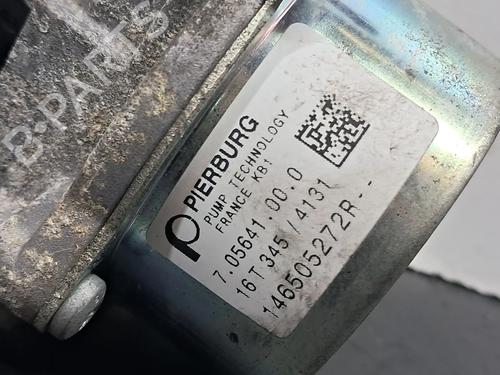 PIERBURG
PUMP TECHNOLOGY
FRANCE KB1
7.05641.00.0
16T345 / 4131
146505272R--
B-PARTS